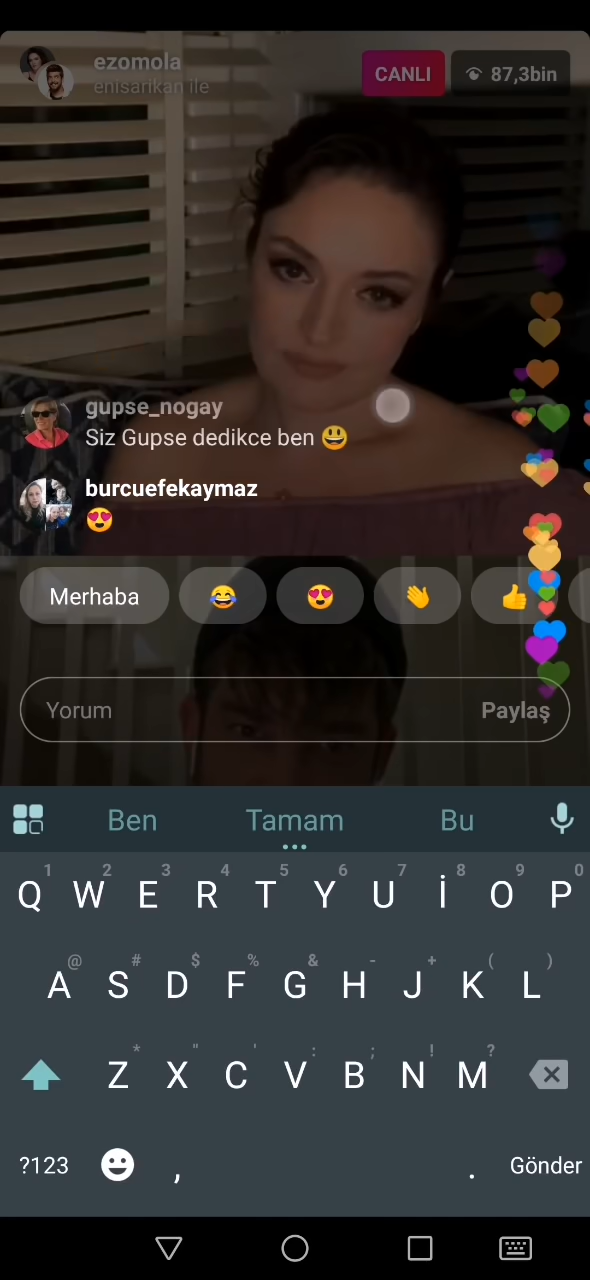 ezomola
CANLI
87,3bin
enisarikan ile
gupse_nogay
Siz Gupse dedikce ben 😃
burcuefekaymaz
😍
Merhaba 😂 😍 👋 👍
Yorum
Paylaş
Ben Tamam Bu
1 2 3 4 5 6 7 8 9 0
Q W E R T Y U İ O P
@ # $ % & - + ( )
A S D F G H J K L
* " ' : ; ! ?
Z X C V B N M
?123 , . Gönder